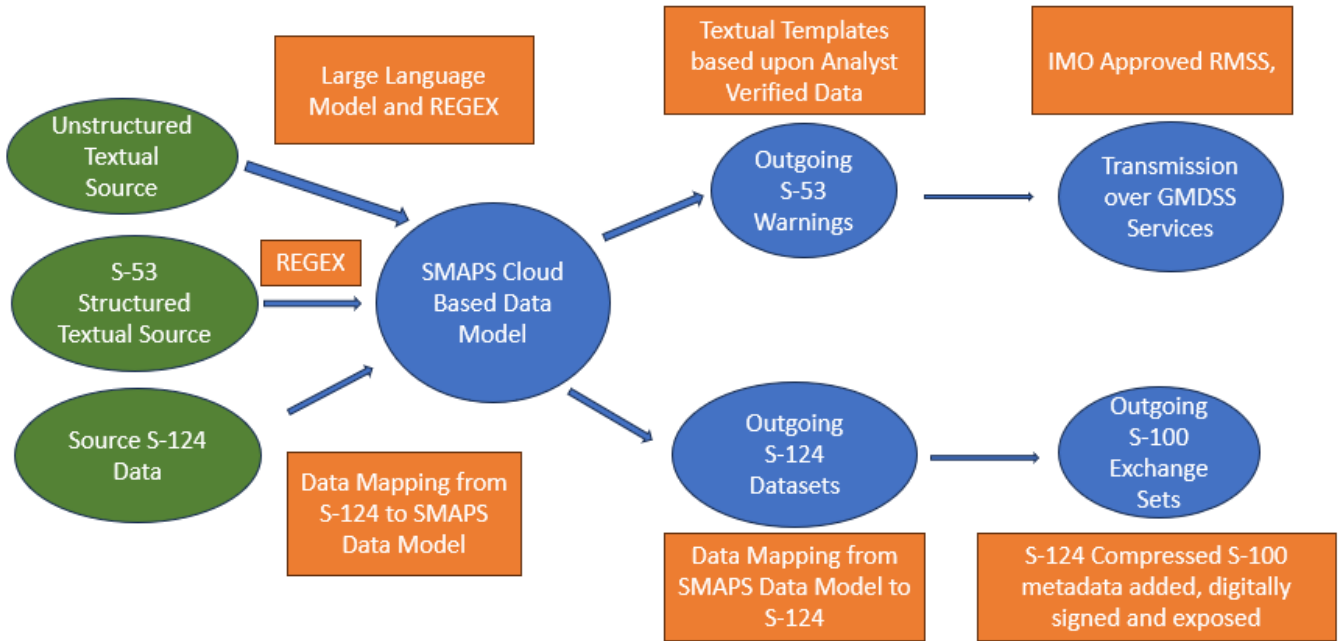 Large Language
Model and REGEX
Textual Templates
based upon Analyst
Verified Data
IMO Approved RMSS,
Unstructured
Textual
Source
Outgoing
S-53
Warnings
Transmission
over GMDSS
Services
REGEX
S-53
Structured
Textual Source
SMAPS Cloud
Based Data
Model
Source S-124
Data
Data Mapping from
S-124 to SMAPS
Data Model
Outgoing
S-124
Datasets
Outgoing
S-100
Exchange
Sets
Data Mapping from
SMAPS Data Model to
S-124
S-124 Compressed S-100
metadata added, digitally
signed and exposed